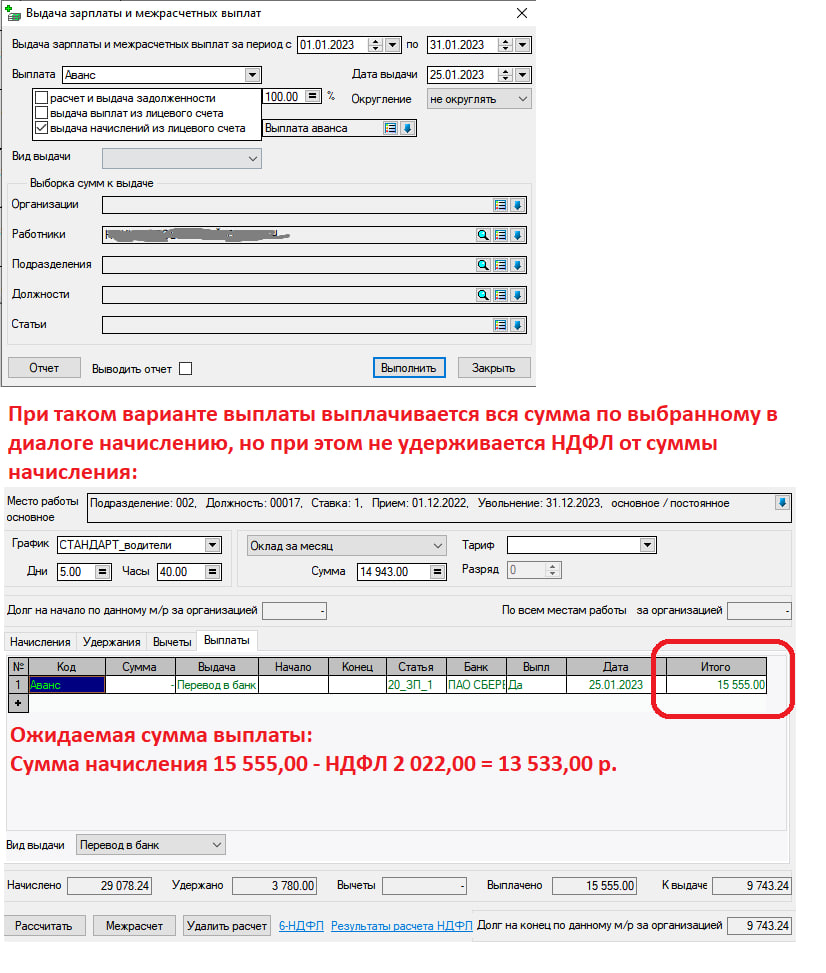 Выдача зарплаты и межрасчетных выплат
Выдача зарплаты и межрасчетных выплат за период с 01.01.2023 по 31.01.2023
Выплата Аванс Дата выдачи 25.01.2023
расчет и выдача задолженности 100.00 = % Округление не округлять
выдача выплат из лицевого счета
выдача начислений из лицевого счета Выплата аванса
Вид выдачи
Выборка сумм к выдаче
Организации
Работники
Подразделения
Должности
Статьи
Отчет Выводить отчет Выполнить Закрыть
При таком варианте выплаты выплачивается вся сумма по выбранному в
диалоге начислению, но при этом не удерживается НДФЛ от суммы
начисления:
Место работы Подразделение: 002, Должность: 00017, Ставка: 1, Прием: 01.12.2022, Увольнение: 31.12.2023, основное / постоянное
основное
График СТАНДАРТ_водители Оклад за месяц Тариф
Дни 5.00 = Часы 40.00 = Сумма 14 943.00 = Разряд 0
Долг на начало по данному м/р за организацией - По всем местам работы за организацией -
Начисления Удержания Вычеты Выплаты
№ Код Сумма Выдача Начало Конец Статья Банк Выпл Дата Итого
1 Аванс - Перевод в банк 20_ЗП_1 ПАО СБЕРЕ Да 25.01.2023 15 555.00
+
Ожидаемая сумма выплаты:
Сумма начисления 15 555,00 - НДФЛ 2 022,00 = 13 533,00 р.
Вид выдачи Перевод в банк
Начислено 29 078.24 Удержано 3 780.00 Вычеты - Выплачено 15 555.00 К выдаче 9 743.24
Рассчитать Межрасчет Удалить расчет 6-НДФЛ Результаты расчета НДФЛ Долг на конец по данному м/р за организацией 9 743.24